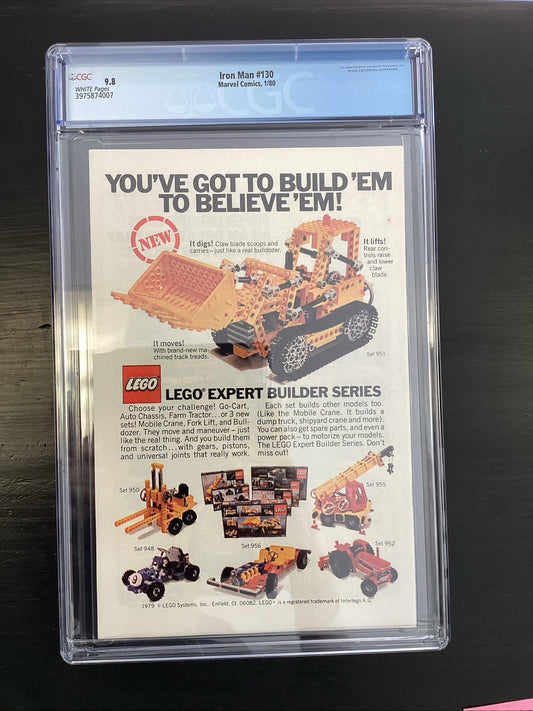 CGC
9.8
WHITE Pages
3975874007
Iron Man #130
Marvel Comics, 1/80
CGC
YOU'VE GOT TO BUILD 'EM
TO BELIEVE 'EM!
NEW
It digs! Claw blade scoops and
carries – just like a real bulldozer.
It lifts!
Rear con-
trols raise
and lower
claw
blade.
It moves!
With brand-new ma-
chined track treads.
Set 951
LEGO
LEGO® EXPERT BUILDER SERIES
Choose your challenge! Go-Cart,
Auto Chassis, Farm Tractor...or 3 new
sets! Mobile Crane, Fork Lift, and Bull-
dozer. They move and maneuver – just
like the real thing. And you build them
from scratch...with gears, pistons,
and universal joints that really work.
Each set builds other models too.
(Like the Mobile Crane. It builds a
dump truck, shipyard crane and more).
You can also get spare parts, and even a
power pack – to motorize your models.
The LEGO Expert Builder Series. Don't
miss out!
Set 950
Set 955
Set 948
Set 956
Set 952
1979 © LEGO Systems, Inc., Enfield, Ct. 06082. LEGO® is a registered trademark of Interlego A.G.